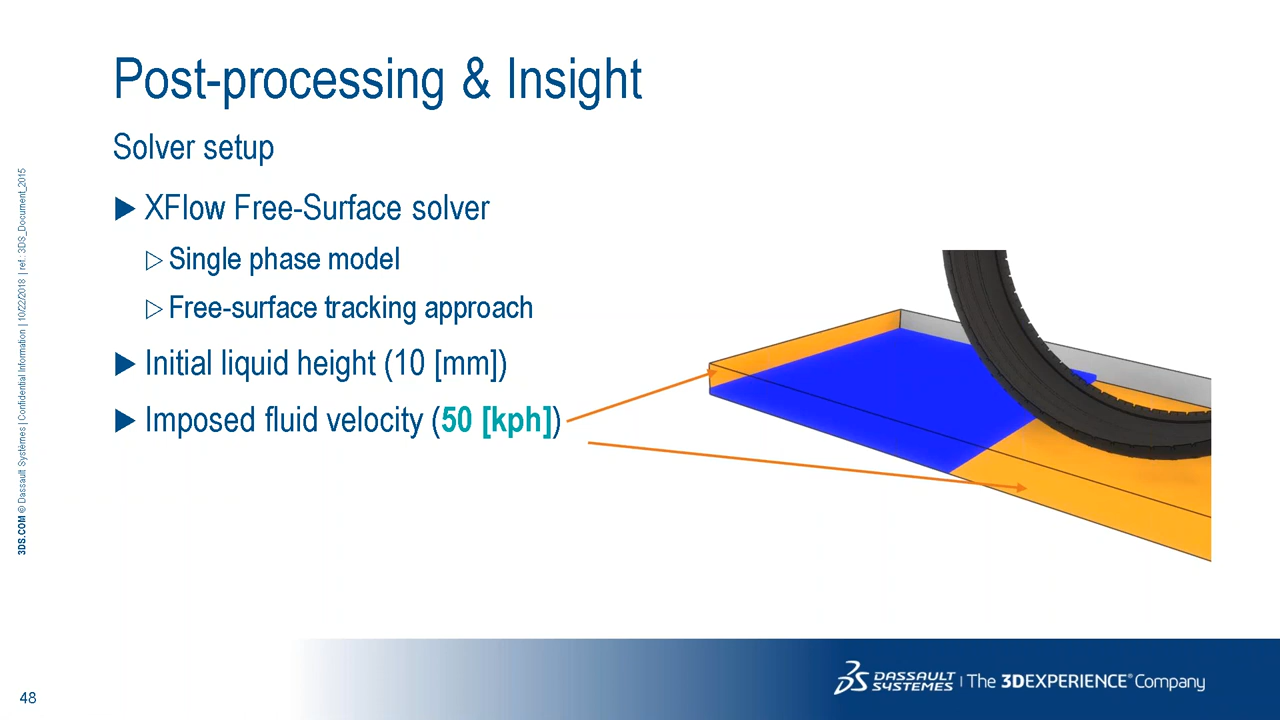 Post-processing & Insight
Solver setup
▶ XFlow Free-Surface solver
▷ Single phase model
▷ Free-surface tracking approach
▶ Initial liquid height (10 [mm])
▶ Imposed fluid velocity (50 [kph])
3DS.COM © Dassault Systèmes | Confidential Information | 10/22/2018 | ref.: 3DS_Document_2015
48
DASSAULT SYSTEMES | The 3DEXPERIENCE® Company